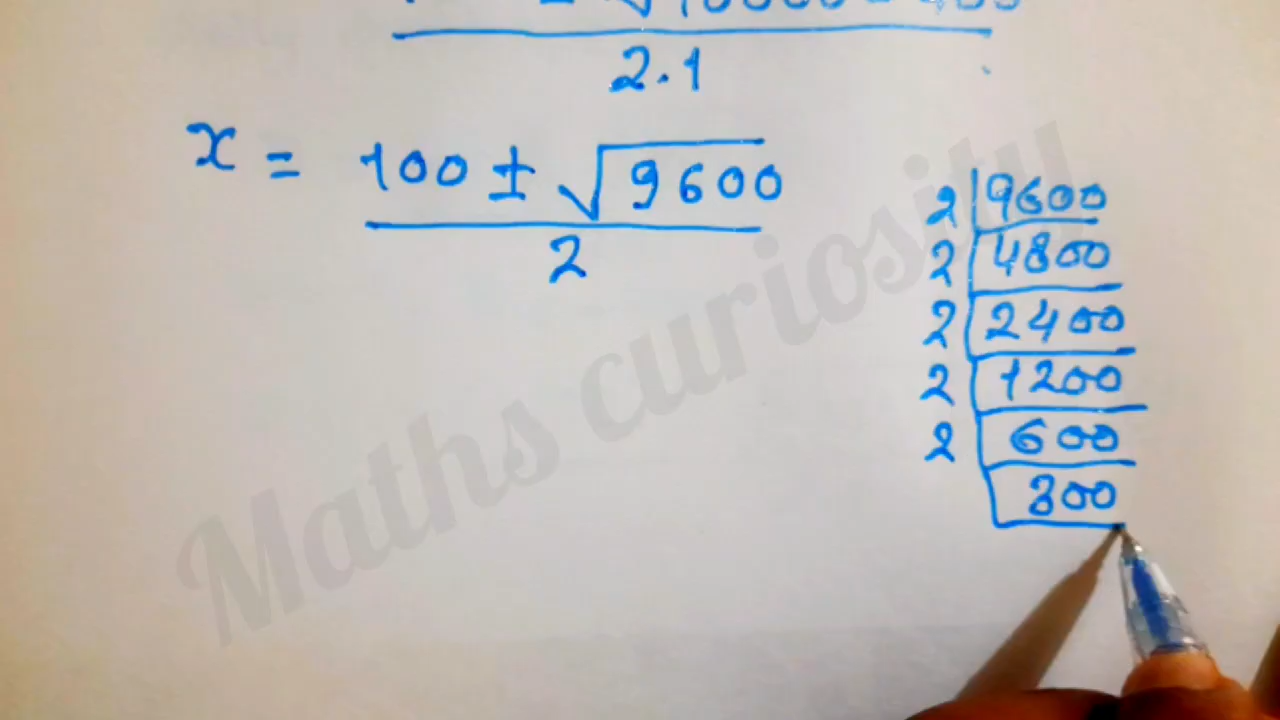 2.1
x = 100 ± √9600
2
2 | 9600
2 | 4800
2 | 2400
2 | 1200
2 | 600
300
Maths curiosity